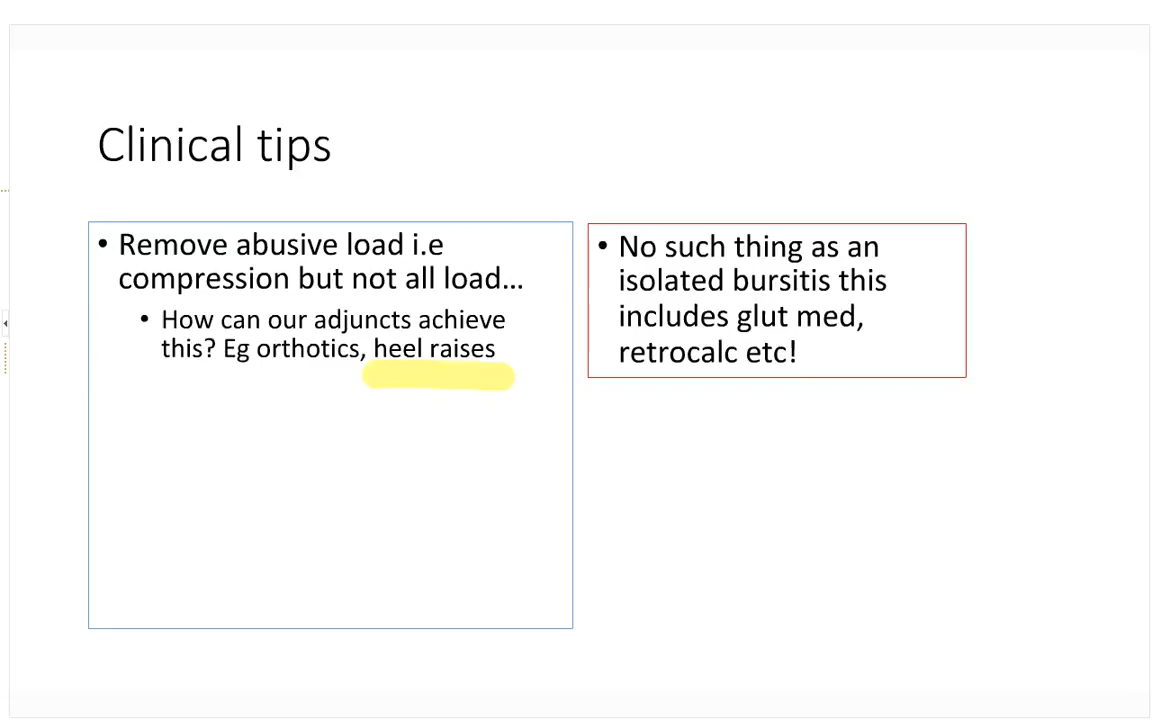 Clinical tips
• Remove abusive load i.e
compression but not all load…
• How can our adjuncts achieve
this? Eg orthotics, heel raises
• No such thing as an
isolated bursitis this
includes glut med,
retrocalc etc!